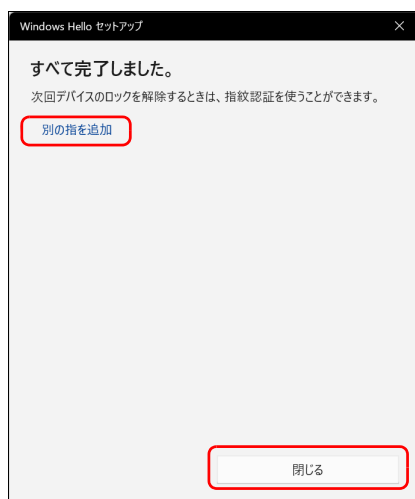 Windows Hello セットアップ
すべて完了しました。
次回デバイスのロックを解除するときは、指紋認証を使うことができます。
別の指を追加
閉じる